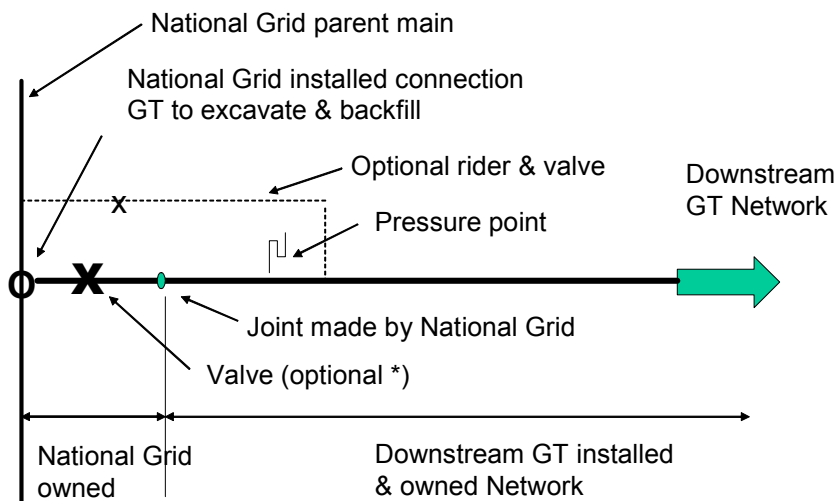 National Grid parent main
National Grid installed connection
GT to excavate & backfill
Optional rider & valve
Downstream
GT Network
x
Pressure point
O
X
Joint made by National Grid
Valve (optional *)
National Grid
owned
Downstream GT installed
& owned Network